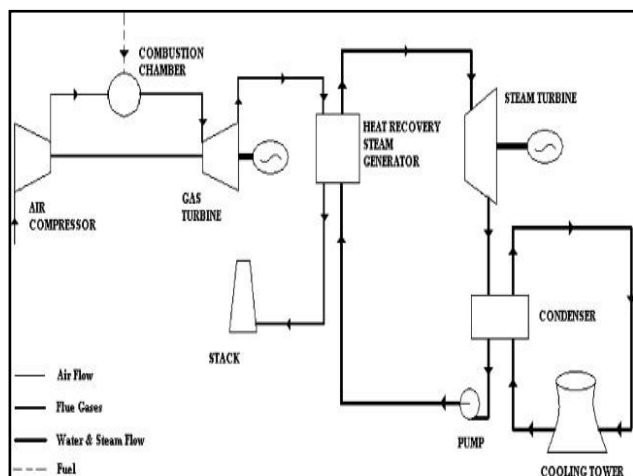 COMBUSTION
CHAMBER
STEAM TURBINE
HEAT RECOVERY
STEAM
GENERATOR
GAS
TURBINE
AIR
COMPRESSOR
STACK
CONDENSER
PUMP
COOLING TOWER
Air Flow
Flue Gases
Water & Steam Flow
Fuel